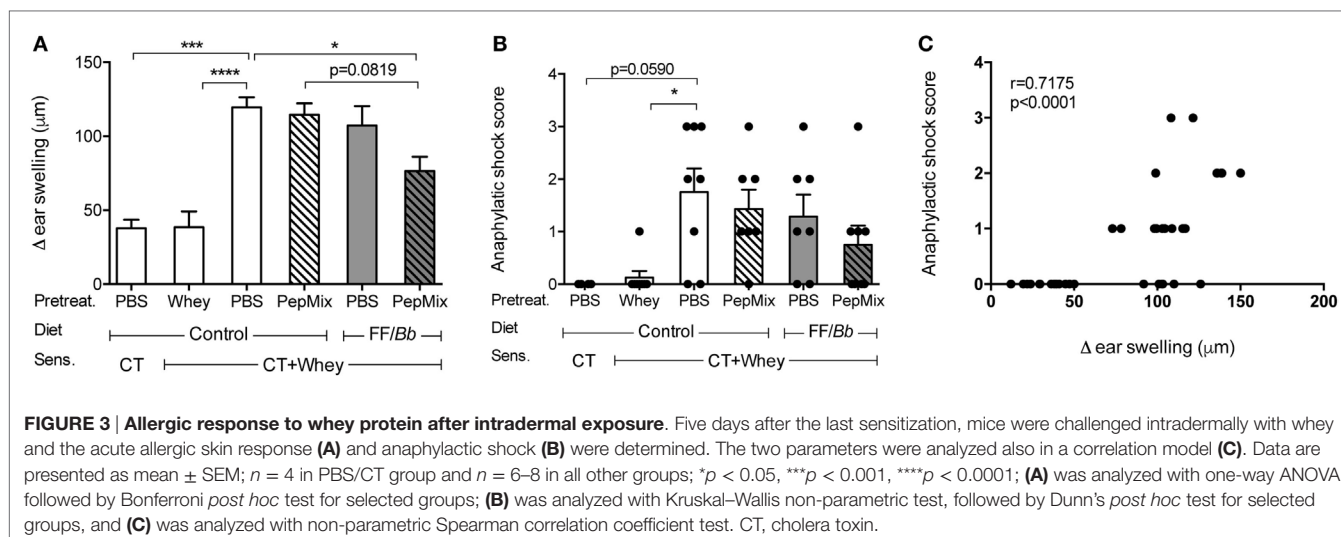 A
***
*
****
p=0.0819
150
100
50
0
Δ ear swelling (μm)
Pretreat. PBS Whey PBS PepMix PBS PepMix
Diet Control FF/Bb
Sens. CT CT+Whey
B
p=0.0590
*
4
3
2
1
0
Anaphylatic shock score
Pretreat. PBS Whey PBS PepMix PBS PepMix
Diet Control FF/Bb
Sens. CT CT+Whey
C
r=0.7175
p<0.0001
4
3
2
1
0
Anaphylactic shock score
0 50 100 150 200
Δ ear swelling (μm)
FIGURE 3 | Allergic response to whey protein after intradermal exposure. Five days after the last sensitization, mice were challenged intradermally with whey
and the acute allergic skin response (A) and anaphylactic shock (B) were determined. The two parameters were analyzed also in a correlation model (C). Data are
presented as mean ± SEM; n = 4 in PBS/CT group and n = 6–8 in all other groups; *p < 0.05, ***p < 0.001, ****p < 0.0001; (A) was analyzed with one-way ANOVA
followed by Bonferroni post hoc test for selected groups; (B) was analyzed with Kruskal–Wallis non-parametric test, followed by Dunn's post hoc test for selected
groups, and (C) was analyzed with non-parametric Spearman correlation coefficient test. CT, cholera toxin.